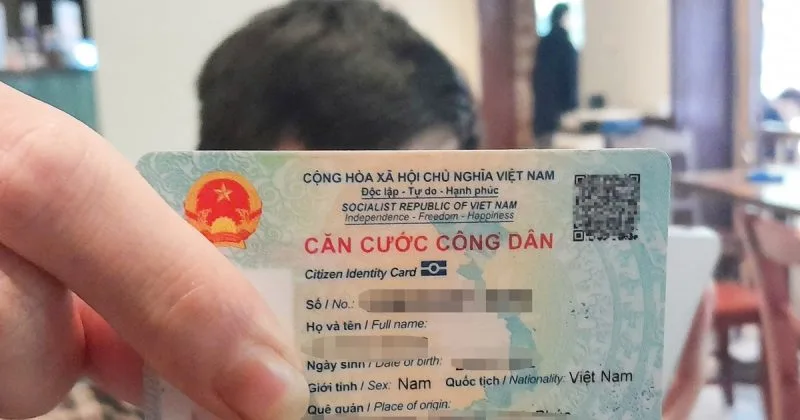 CỘNG HÒA XÃ HỘI CHỦ NGHĨA VIỆT NAM
Độc lập - Tự do - Hạnh phúc
SOCIALIST REPUBLIC OF VIET NAM
Independence - Freedom - Happiness
CĂN CƯỚC CÔNG DÂN
Citizen Identity Card
Số / No.:
Họ và tên / Full name:
Ngày sinh / Date of birth:
Giới tính / Sex: Nam Quốc tịch / Nationality: Việt Nam
Quê quán / Place of origin: